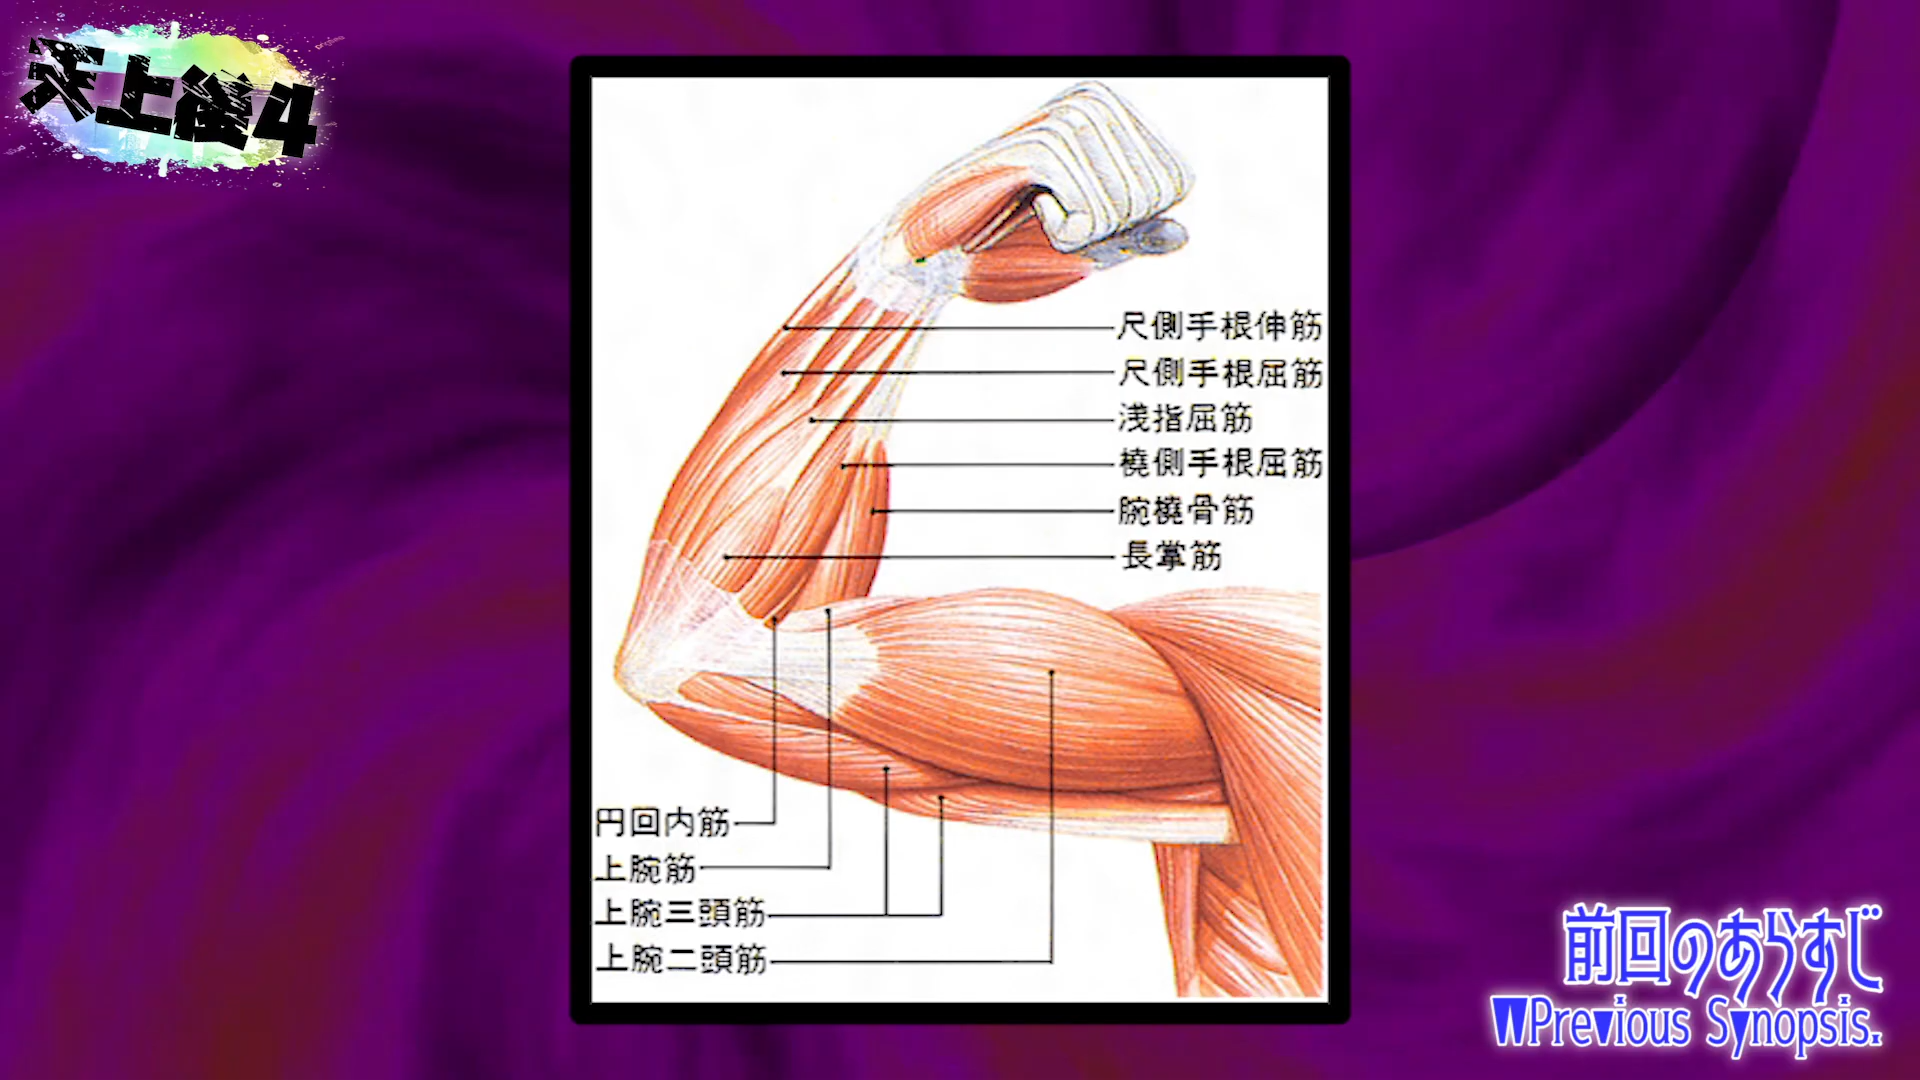 天上後4
尺側手根伸筋
尺側手根屈筋
浅指屈筋
橈側手根屈筋
腕橈骨筋
長掌筋
円回内筋
上腕筋
上腕三頭筋
上腕二頭筋
前回のあらすじ
WPrevious Synopsis.